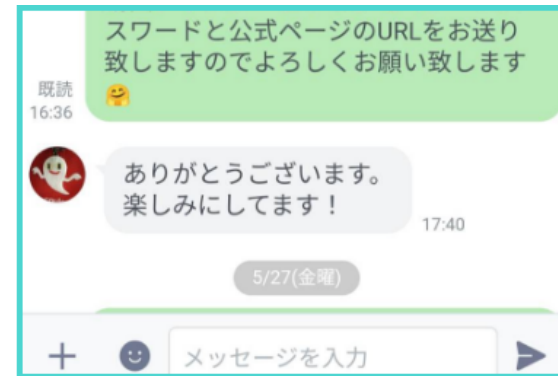 スワードと公式ページのURLをお送り
致しますのでよろしくお願い致します
🤗
既読
16:36
ありがとうございます。
楽しみにしてます！
17:40
5/27(金曜)
メッセージを入力